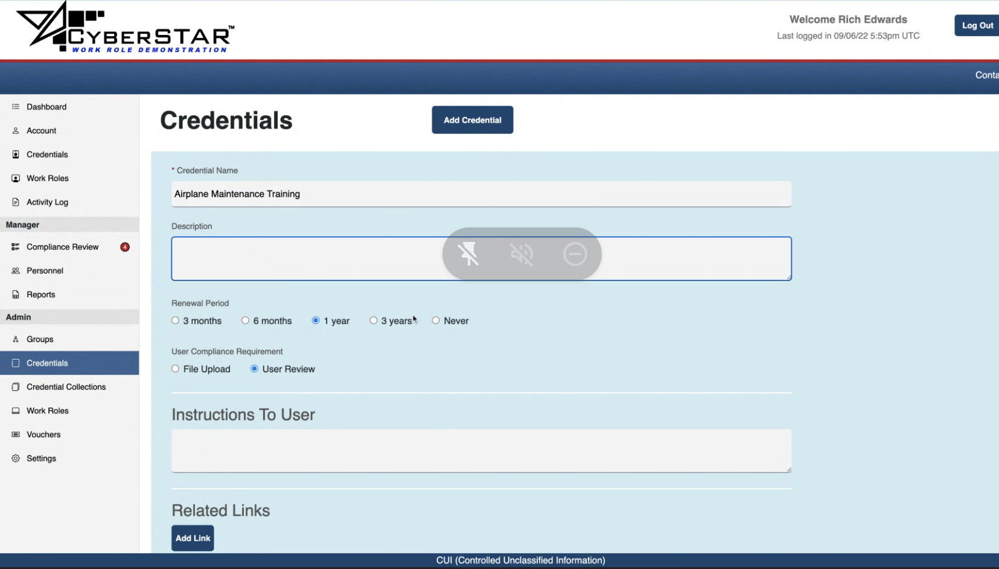 CYBERSTAR™
WORK ROLE DEMONSTRATION
Welcome Rich Edwards
Last logged in 09/06/22 5:53pm UTC
Log Out
Conta
Dashboard
Account
Credentials
Work Roles
Activity Log
Manager
Compliance Review 4
Personnel
Reports
Admin
Groups
Credentials
Credential Collections
Work Roles
Vouchers
Settings
Credentials
Add Credential
* Credential Name
Airplane Maintenance Training
Description
Renewal Period
3 months 6 months 1 year 3 years Never
User Compliance Requirement
File Upload User Review
Instructions To User
Related Links
Add Link
CUI (Controlled Unclassified Information)